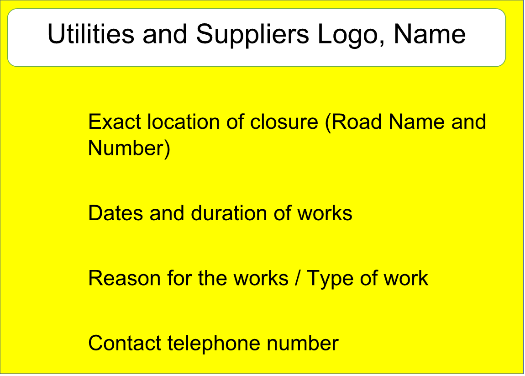 Utilities and Suppliers Logo, Name
Exact location of closure (Road Name and
Number)
Dates and duration of works
Reason for the works / Type of work
Contact telephone number